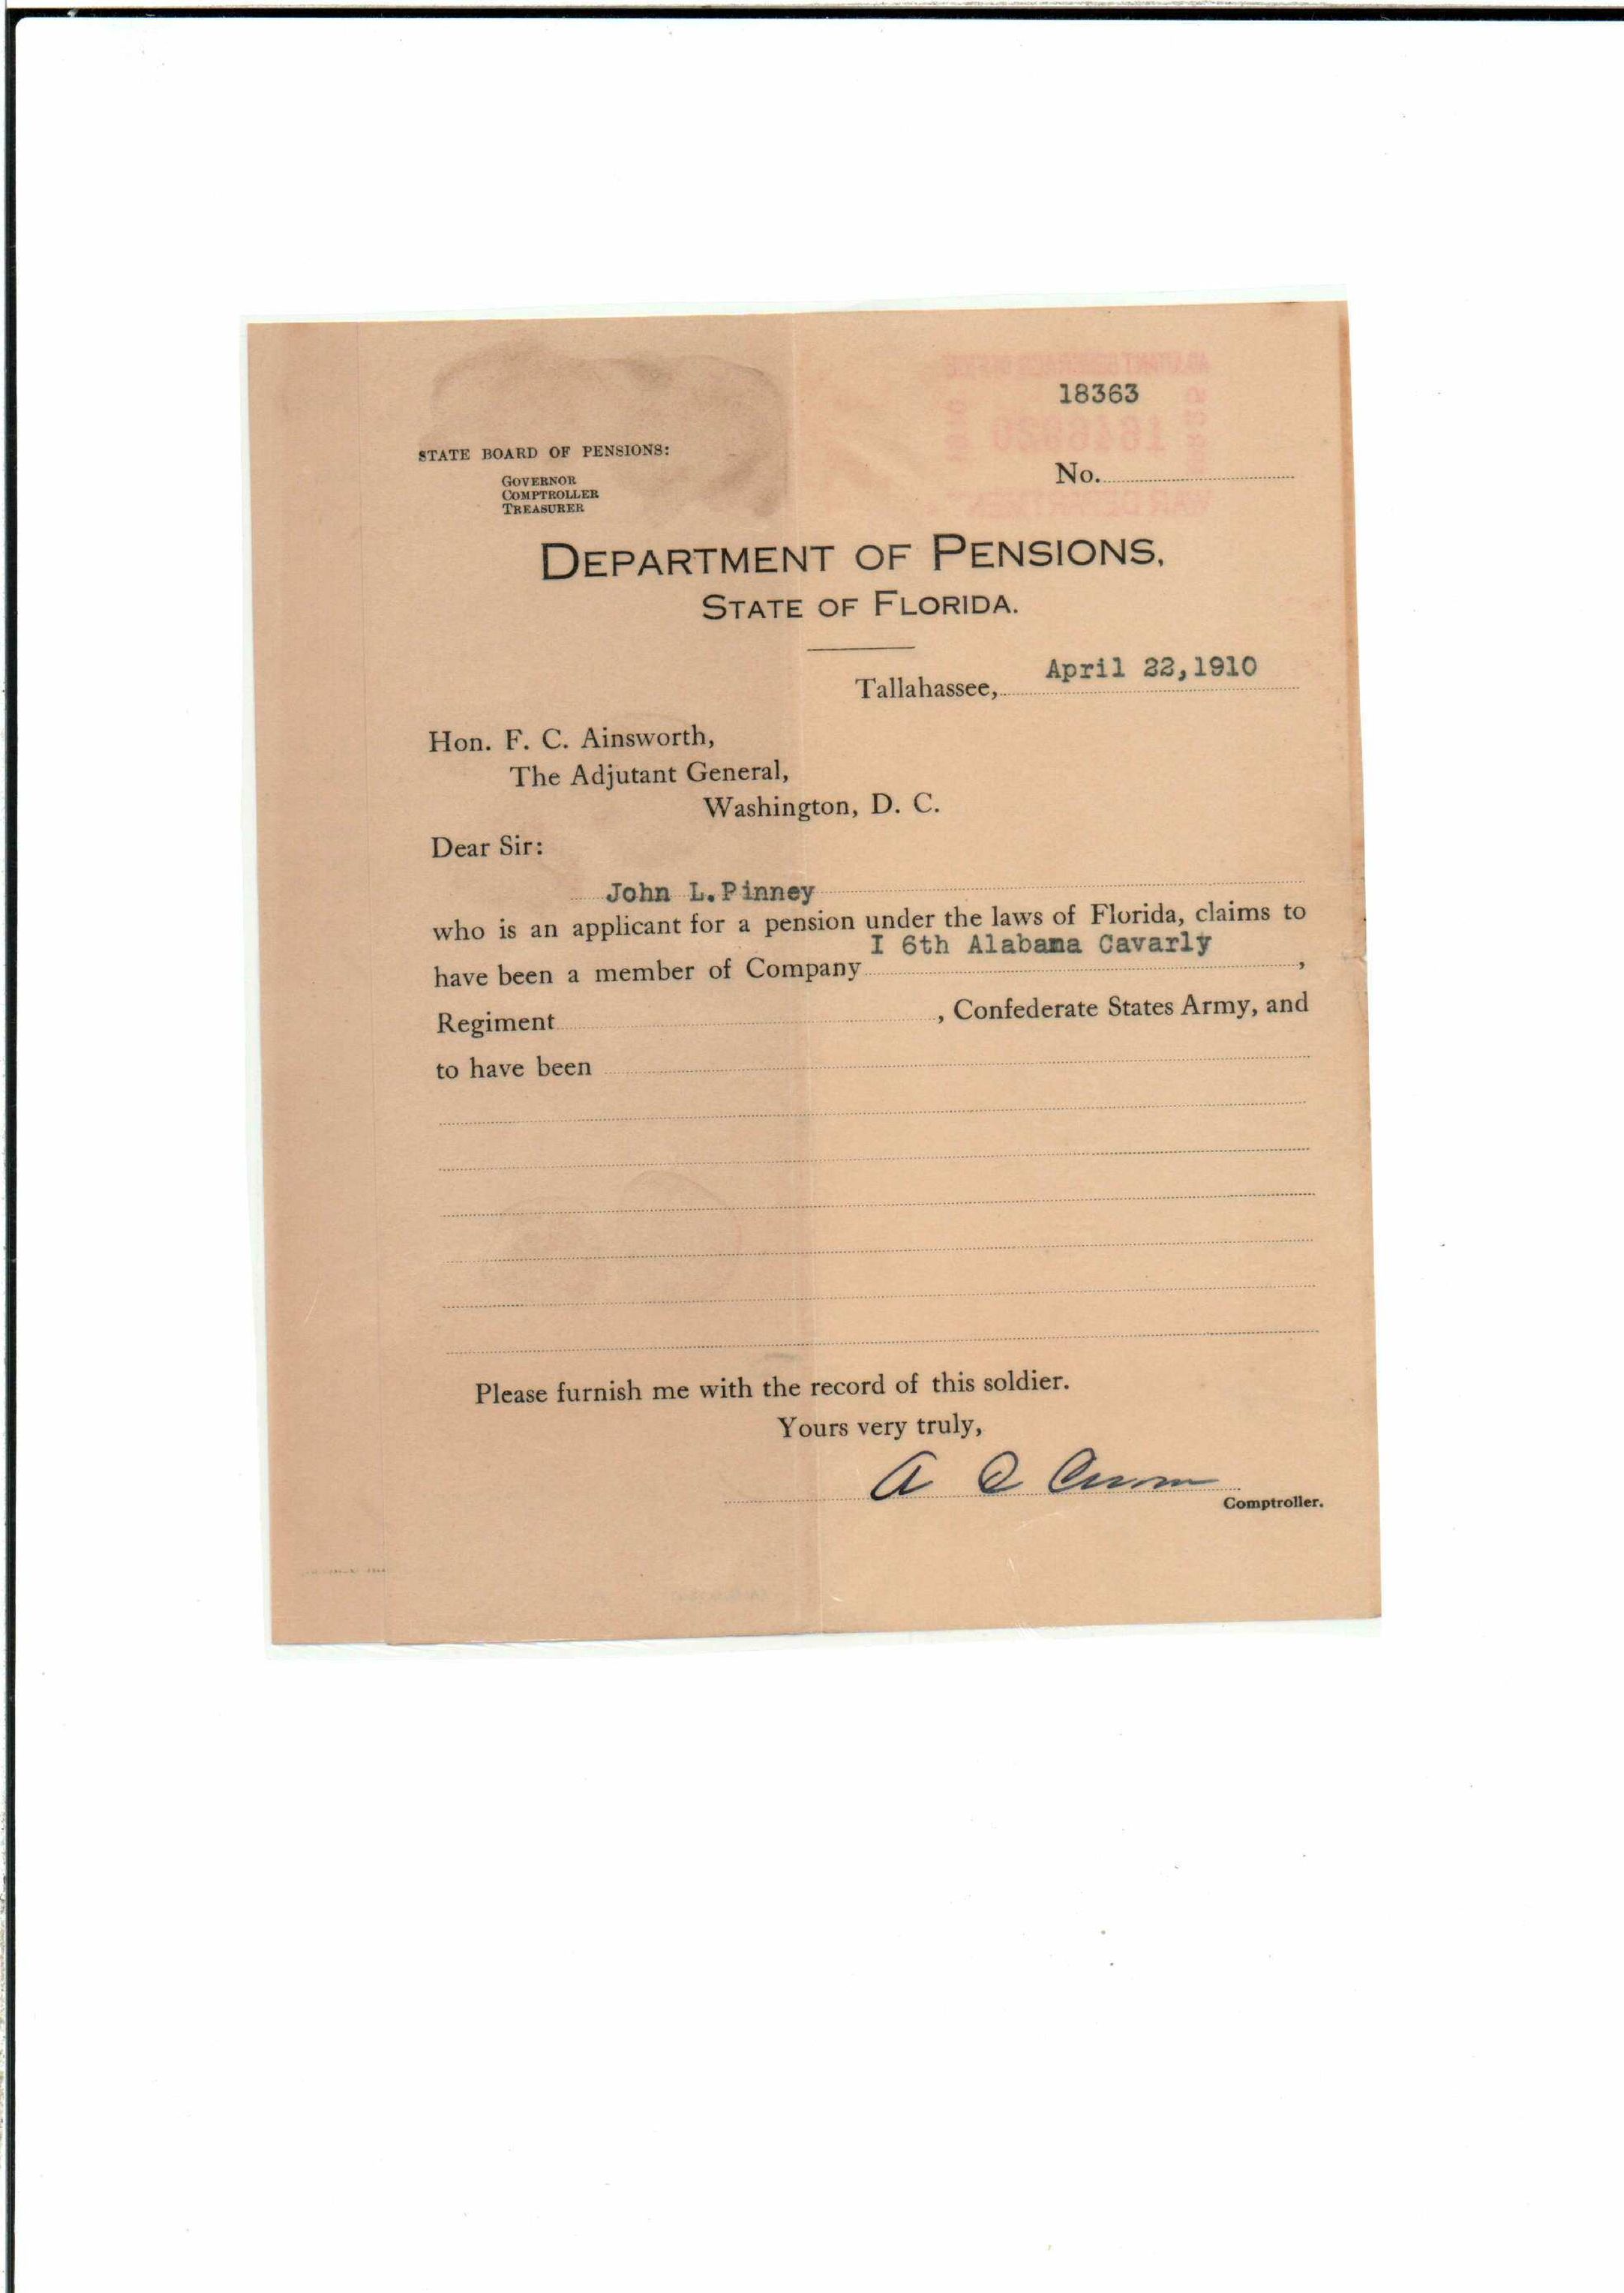 18363
STATE BOARD OF PENSIONS:
GOVERNOR
COMPTROLLER
TREASURER
No.
DEPARTMENT OF PENSIONS,
STATE OF FLORIDA.
Tallahassee, April 22,1910
Hon. F. C. Ainsworth,
The Adjutant General,
Washington, D. C.
Dear Sir:
John L.Pinney
who is an applicant for a pension under the laws of Florida, claims to
I 6th Alabama Cavarly
have been a member of Company ,
Regiment , Confederate States Army, and
to have been
Please furnish me with the record of this soldier.
Yours very truly,
A
Comptroller.